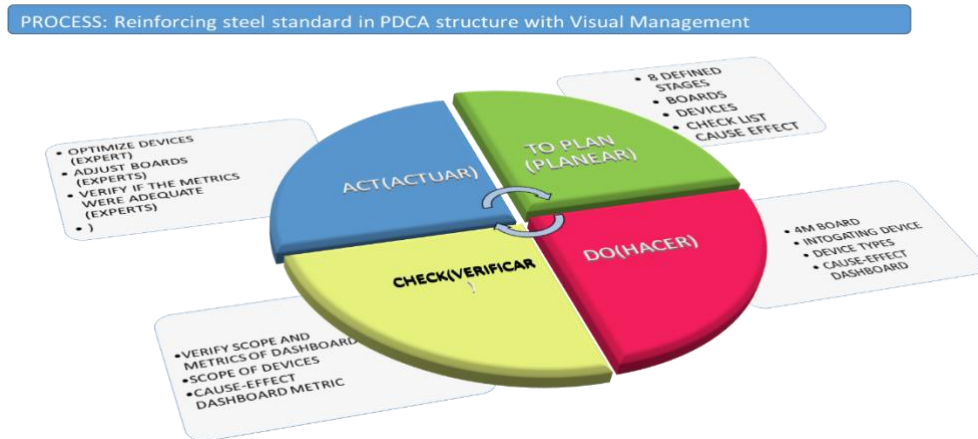 PROCESS: Reinforcing steel standard in PDCA structure with Visual Management
• 8 DEFINED
STAGES
• BOARDS
• DEVICES
• CHECK LIST
CAUSE EFFECT
• OPTIMIZE DEVICES
(EXPERT)
• ADJUST BOARDS
(EXPERTS)
• VERIFY IF THE METRICS
WERE ADEQUATE
(EXPERTS)
• )
TO PLAN
(PLANEAR)
ACT(ACTUAR)
DO(HACER)
• 4M BOARD
• INTOGATING DEVICE
• DEVICE TYPES
• CAUSE-EFFECT
DASHBOARD
CHECK(VERIFICAR
)
•VERIFY SCOPE AND
METRICS OF DASHBOARD
•SCOPE OF DEVICES
•CAUSE-EFFECT
DASHBOARD METRIC